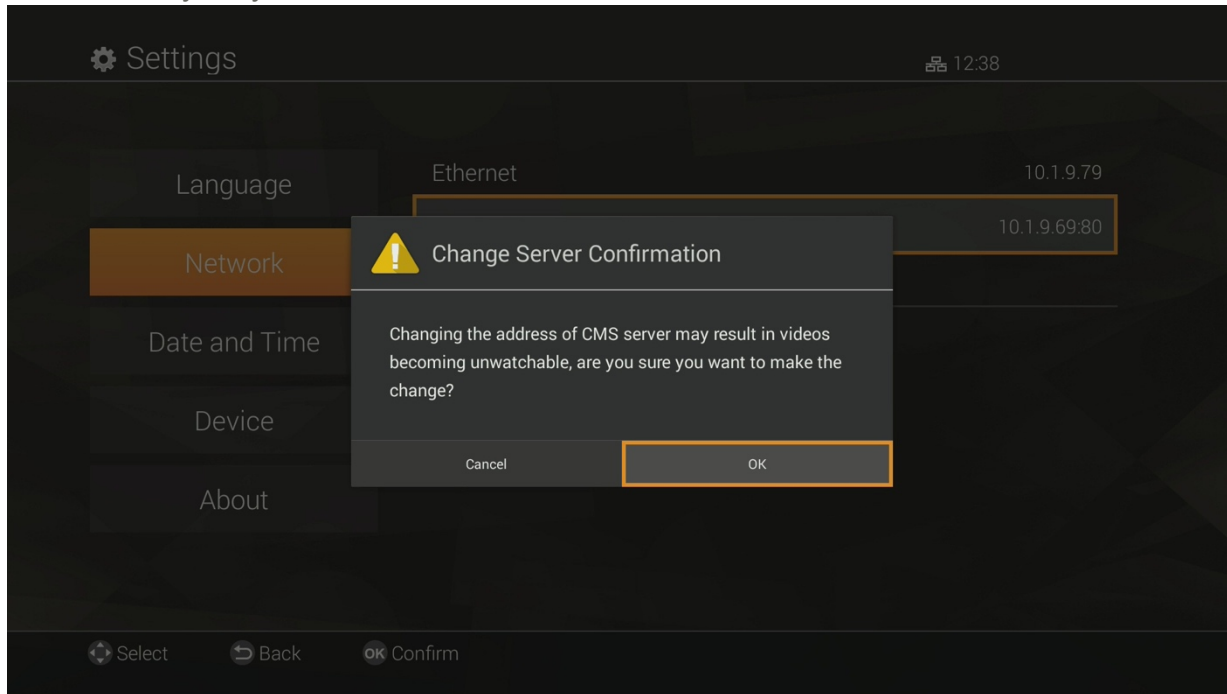 Settings
12:38
Language
Network
Date and Time
Device
About
Ethernet
10.1.9.79
10.1.9.69:80
Change Server Confirmation
Changing the address of CMS server may result in videos
becoming unwatchable, are you sure you want to make the
change?
Cancel
OK
Select
Back
OK Confirm